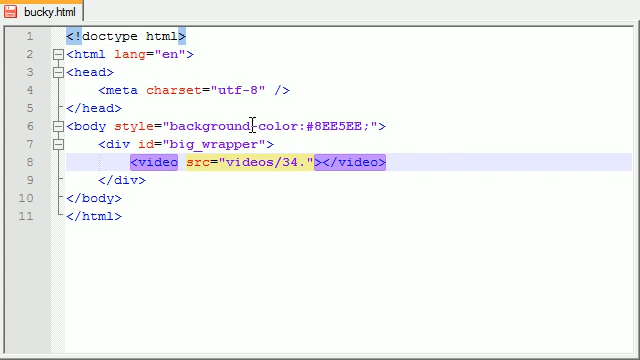 bucky.html
1 <!doctype html>
2 <html lang="en">
3 <head>
4 <meta charset="utf-8" />
5 </head>
6 <body style="background-color:#8EE5EE;">
7 <div id="big_wrapper">
8 <video src="videos/34."></video>
9 </div>
10 </body>
11 </html>